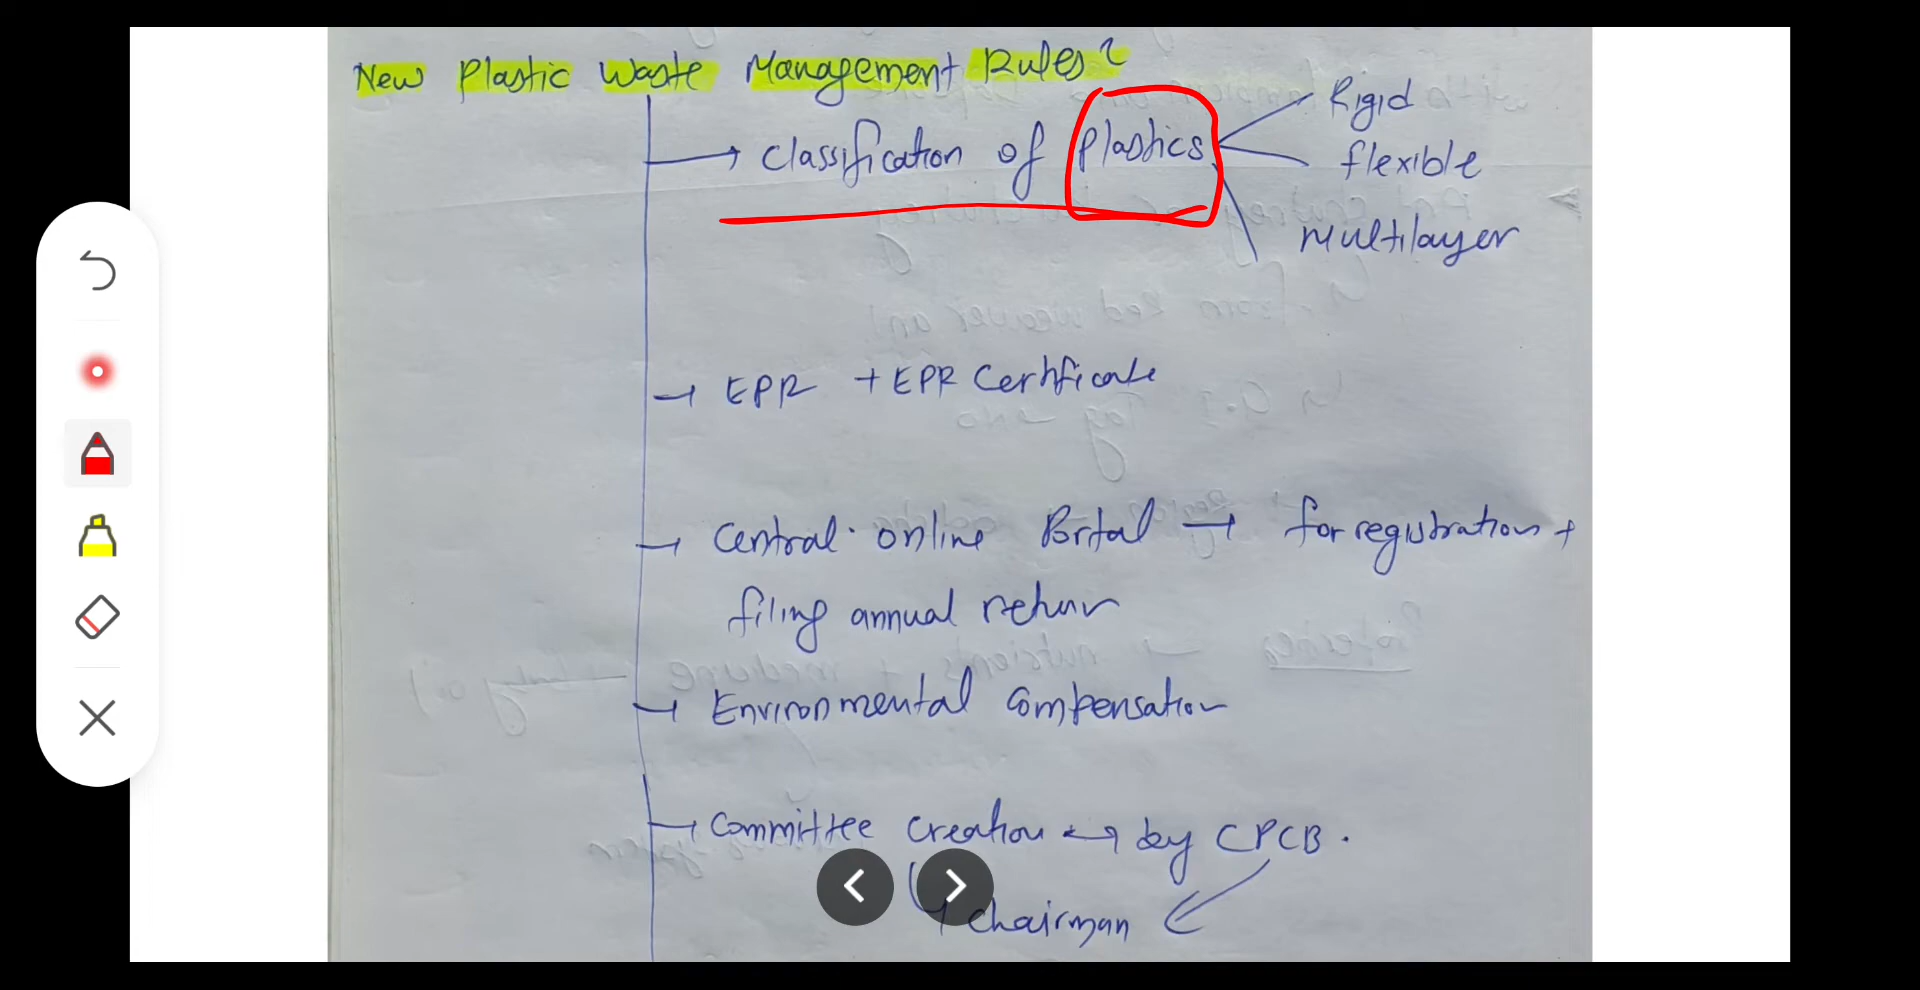 New Plastic Waste Management Rules?
→ Classification of Plastics
Rigid
flexible
Multilayer
→ EPR + EPR Certificate
→ Central online Portal → for registration +
filing annual return
→ Environmental Compensation
→ Committee Creation → by CPCB.
chairman